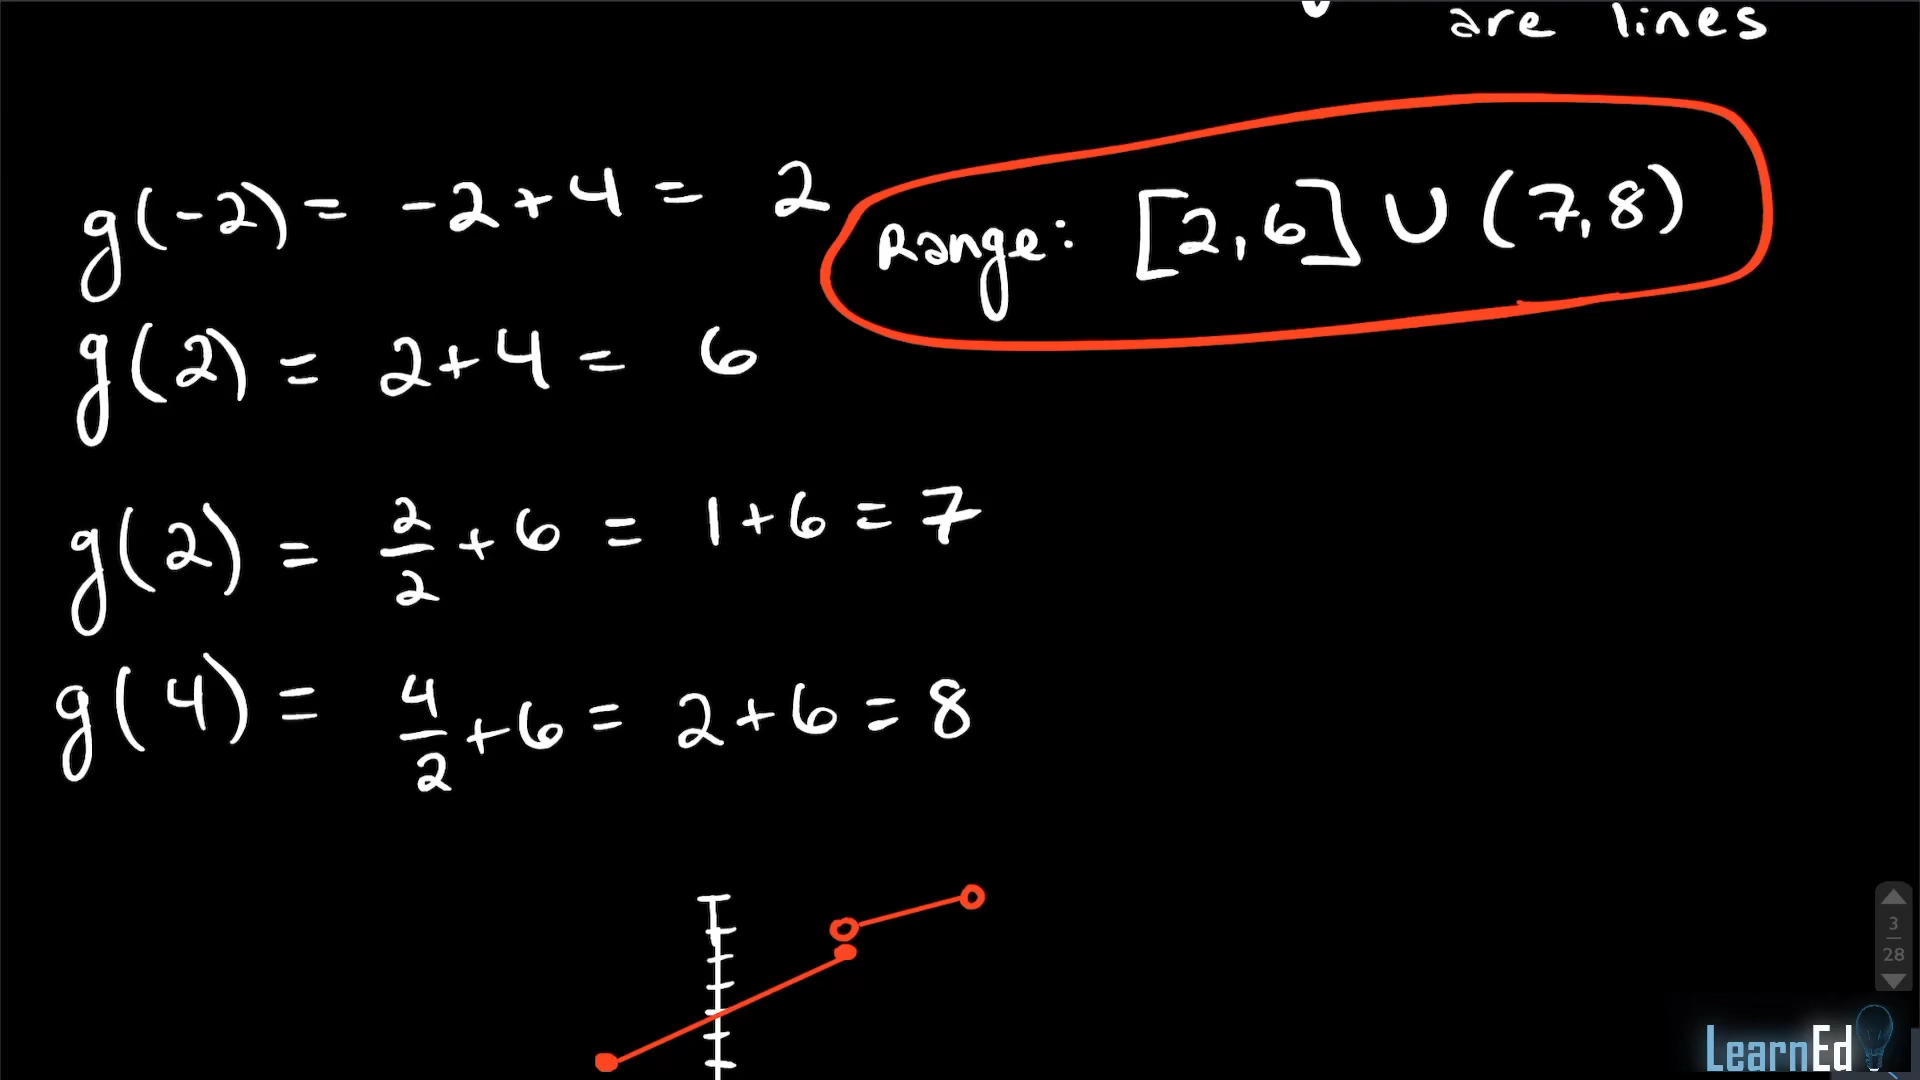 are lines
g(-2) = -2+4 = 2
Range: [2,6] ∪ (7,8)
g(2) = 2+4 = 6
g(2) = 2/2 + 6 = 1+6 = 7
g(4) = 4/2 + 6 = 2+6 = 8
3
28
LearnEd